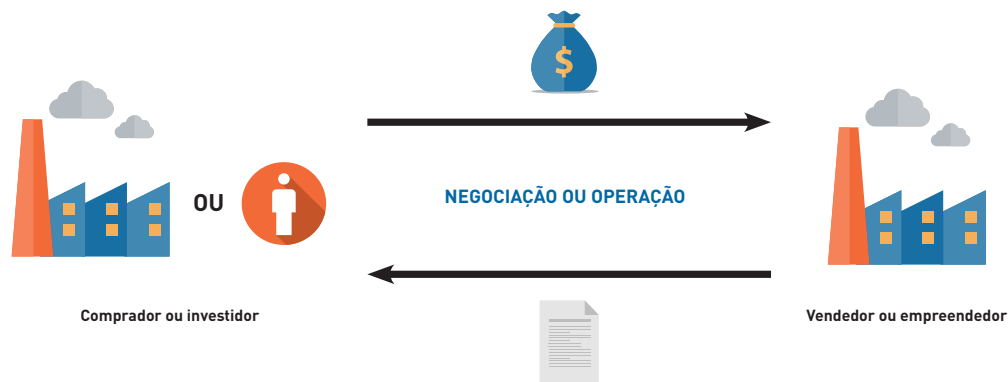 $
OU
NEGOCIAÇÃO OU OPERAÇÃO
Comprador ou investidor
Vendedor ou empreendedor